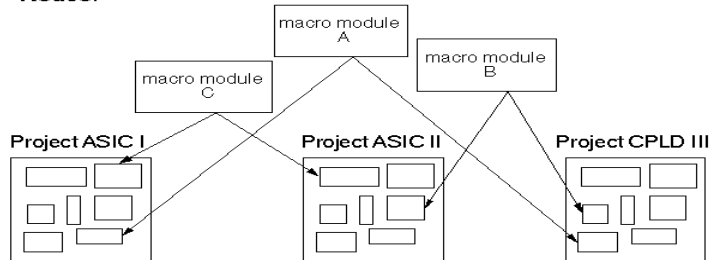 macro module
A
macro module
B
macro module
C
Project ASIC I
Project ASIC II
Project CPLD III